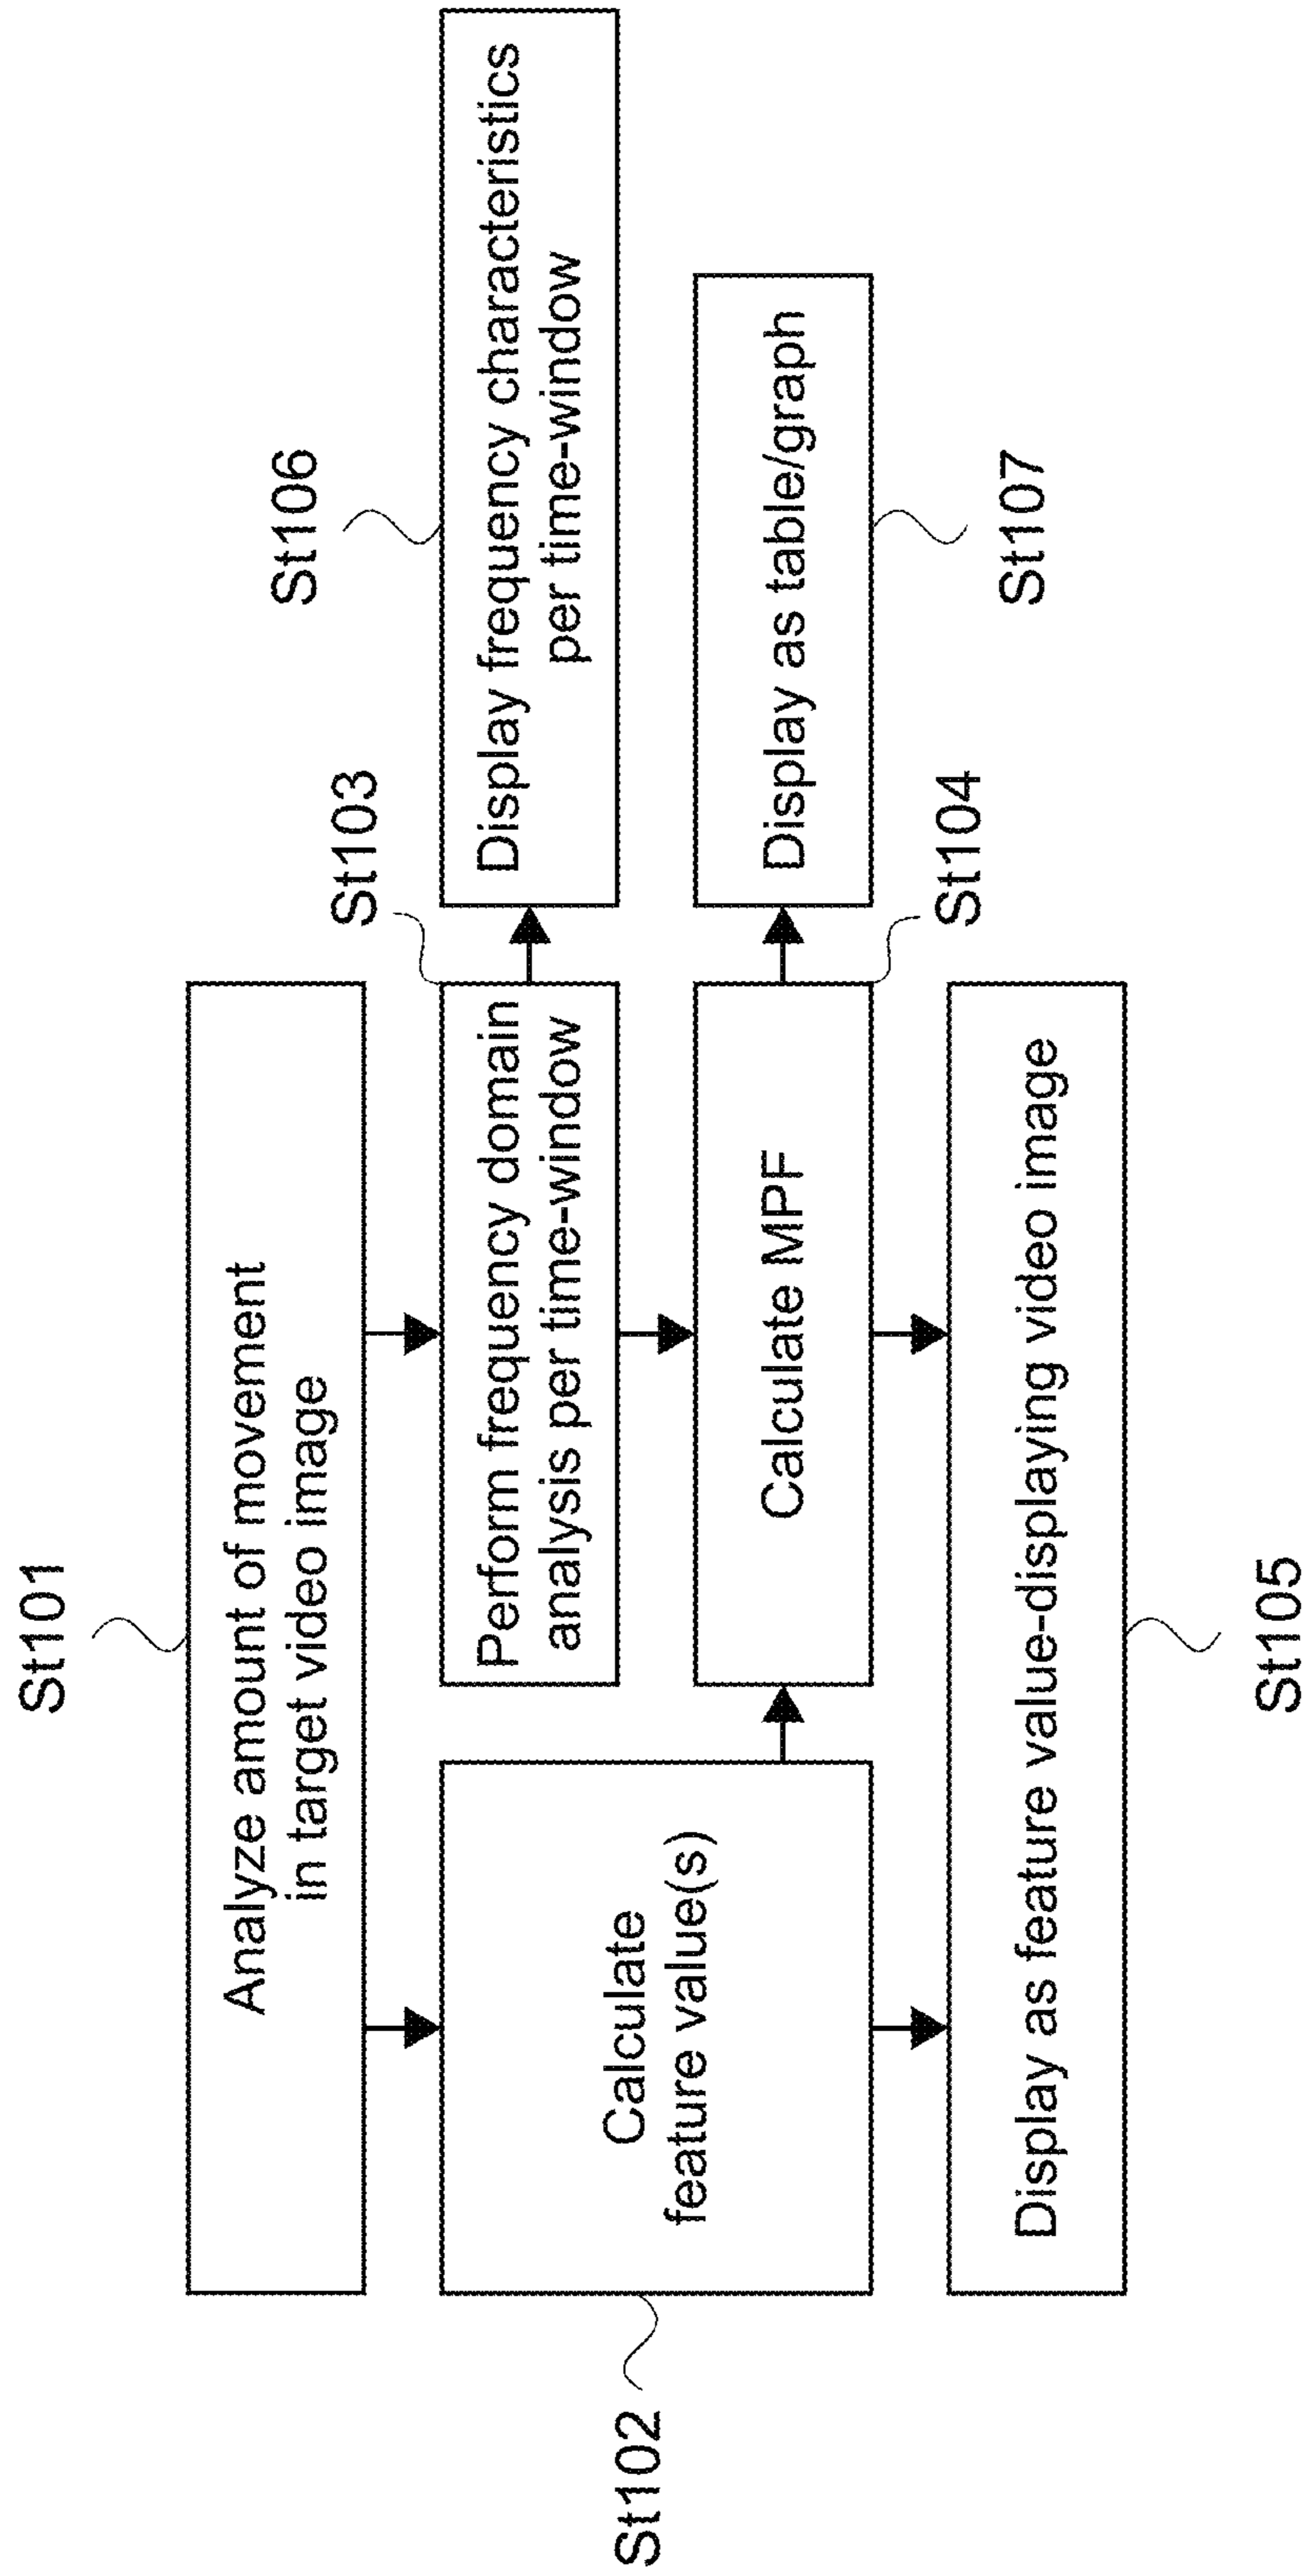 St101
Analyze amount of movement
in target video image
St102
Calculate
feature value(s)
St103
Perform frequency domain
analysis per time-window
St106
Display frequency characteristics
per time-window
Calculate MPF
St104
Display as table/graph
St107
Display as feature value-displaying video image
St105